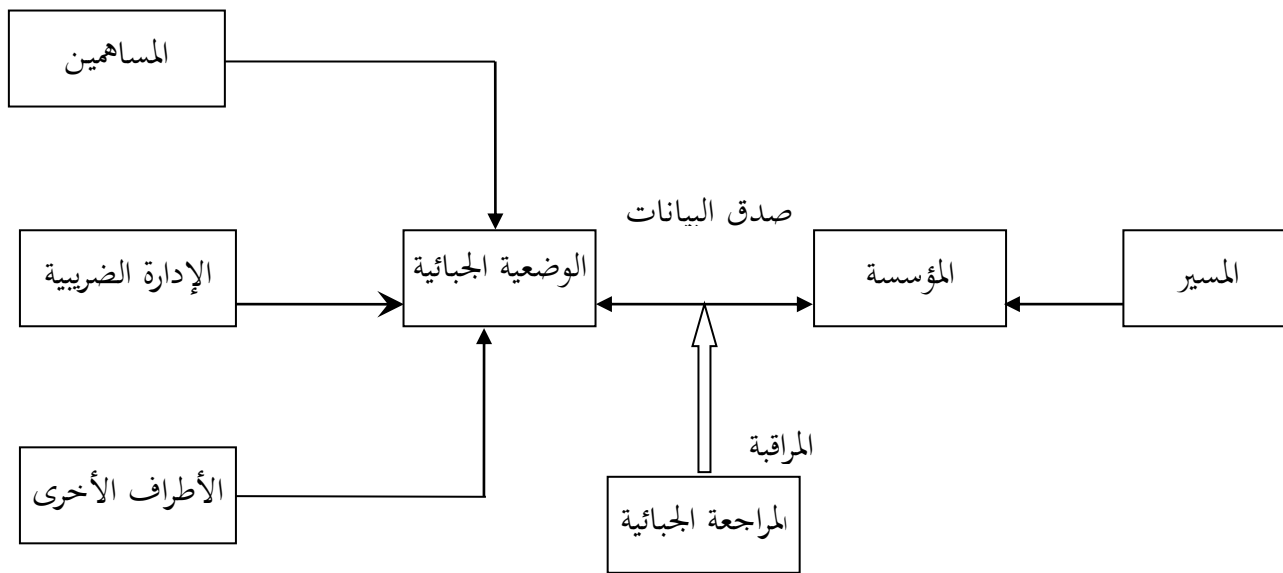 المساهمين
صدق البيانات
المسير
المؤسسة
الوضعية الجبائية
الإدارة الضريبية
المراقبة
الأطراف الأخرى
المراجعة الجبائية